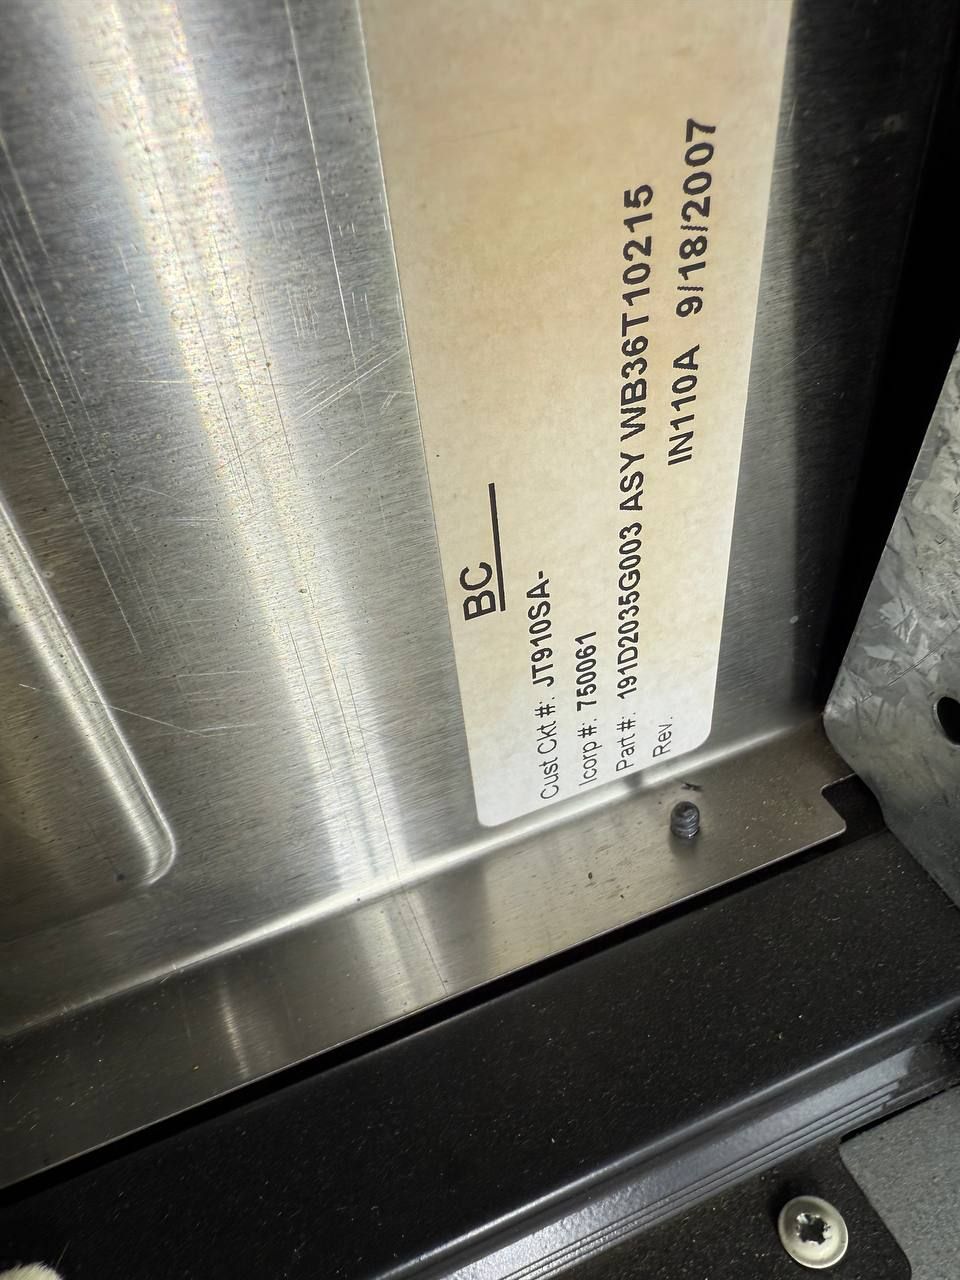 BC
Cust Ckt #: JT910SA-
Icorp #: 750061
Part #: 191D2035G003 ASY WB36T10215
Rev. IN110A 9/18/2007